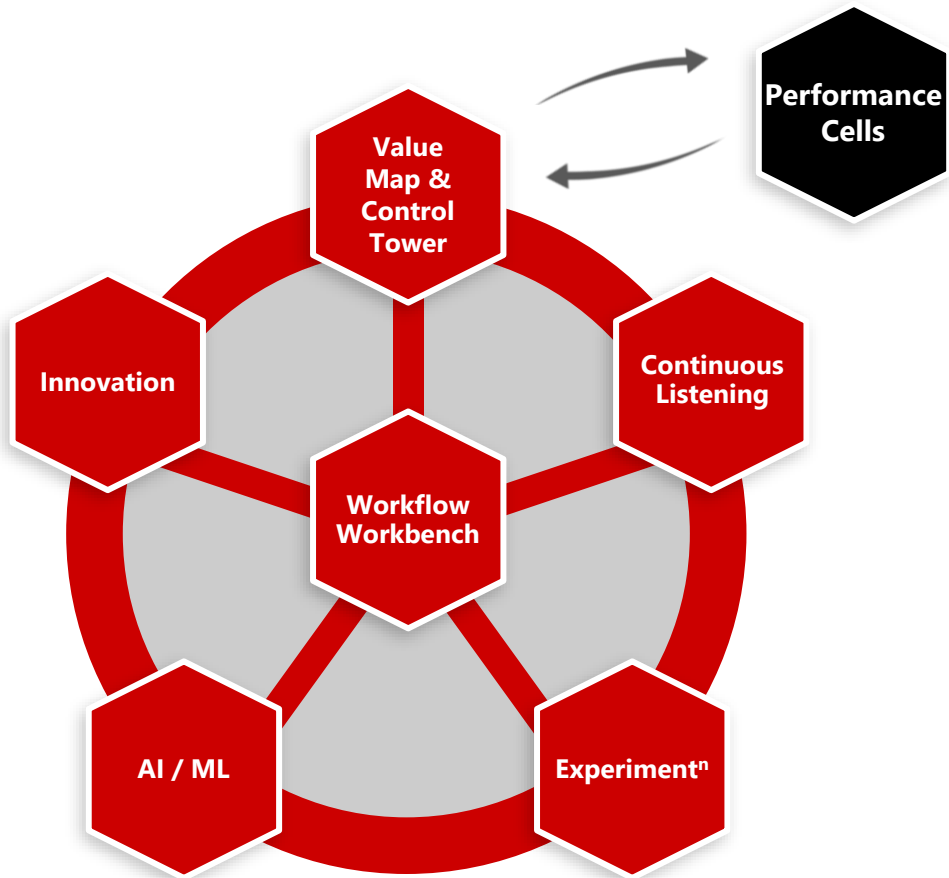 Performance
Cells
Value
Map &
Control
Tower
Innovation
Continuous
Listening
Workflow
Workbench
AI / ML
Experimentⁿ